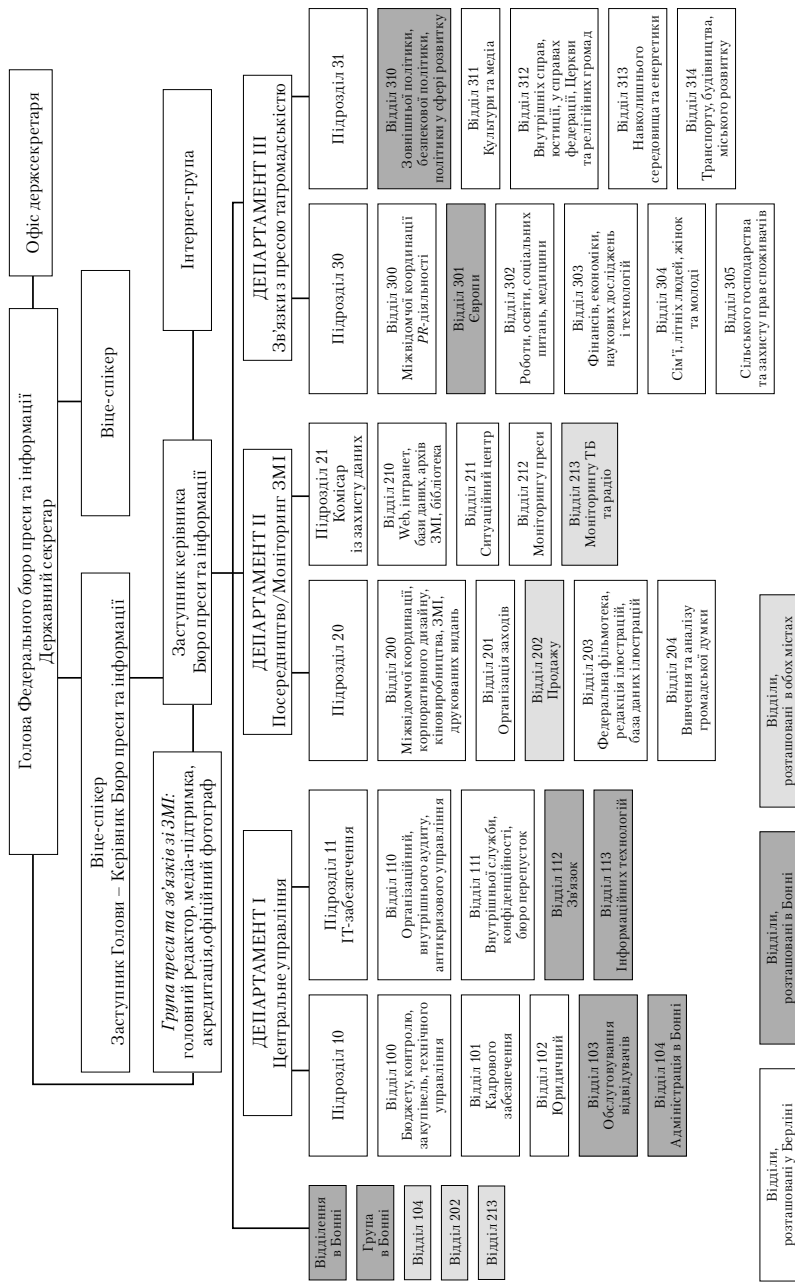 Голова Федерального бюро преси та інформації
Державний секретар
Офіс держсекретаря
Віце-спікер
Заступник Голови – Керівник Бюро преси та інформації
Віце-спікер
Група преси та зв'язків зі ЗМІ:
головний редактор, медіа-підтримка,
акредитація,офіційний фотограф
Заступник керівника
Бюро преси та інформації
Інтернет-група
Відділення
в Бонні
Група
в Бонні
Відділ 104
Відділ 202
Відділ 213
ДЕПАРТАМЕНТ I
Центральне управління
Підрозділ 10
Відділ 100
Бюджету, контролю,
закупівель, технічного
управління
Відділ 101
Кадрового
забезпечення
Відділ 102
Юридичний
Відділ 103
Обслуговування
відвідувачів
Відділ 104
Адміністрація в Бонні
Підрозділ 11
ІТ-забезпечення
Відділ 110
Організаційний,
внутрішнього аудиту,
антикризового управління
Відділ 111
Внутрішньої служби,
конфіденційності,
бюро перепусток
Відділ 112
Зв'язок
Відділ 113
Інформаційних технологій
ДЕПАРТАМЕНТ II
Посередництво/Моніторинг ЗМІ
Підрозділ 20
Відділ 200
Міжвідомчої координації,
корпоративного дизайну,
кіновиробництва, ЗМІ,
друкованих видань
Відділ 201
Організація заходів
Відділ 202
Продажу
Відділ 203
Федеральна фільмотека,
редакція ілюстрацій,
база даних ілюстрацій
Відділ 204
Вивчення та аналізу
громадської думки
Підрозділ 21
Комісар
із захисту даних
Відділ 210
Web, інтранет,
бази даних, архів
ЗМІ, бібліотека
Відділ 211
Ситуаційний центр
Відділ 212
Моніторингу преси
Відділ 213
Моніторингу ТБ
та радіо
ДЕПАРТАМЕНТ III
Зв'язки з пресою тагромадськістю
Підрозділ 30
Відділ 300
Міжвідомчої координації
PR-діяльності
Відділ 301
Європи
Відділ 302
Роботи, освіти, соціальних
питань, медицини
Відділ 303
Фінансів, економіки,
наукових досліджень
і технологій
Відділ 304
Сім'ї, літніх людей, жінок
та молоді
Відділ 305
Сільського господарства
та захисту прав споживачів
Підрозділ 31
Відділ 310
Зовнішньої політики,
безпекової політики,
політики у сфері розвитку
Відділ 311
Культури та медіа
Відділ 312
Внутрішніх справ,
юстиції, у справах
федерації, Церкви
та релігійних громад
Відділ 313
Навколишнього
середовища та енергетики
Відділ 314
Транспорту, будівництва,
міського розвитку
Відділи,
розташовані у Берліні
Відділи,
розташовані в Бонні
Відділи,
розташовані в обох містах